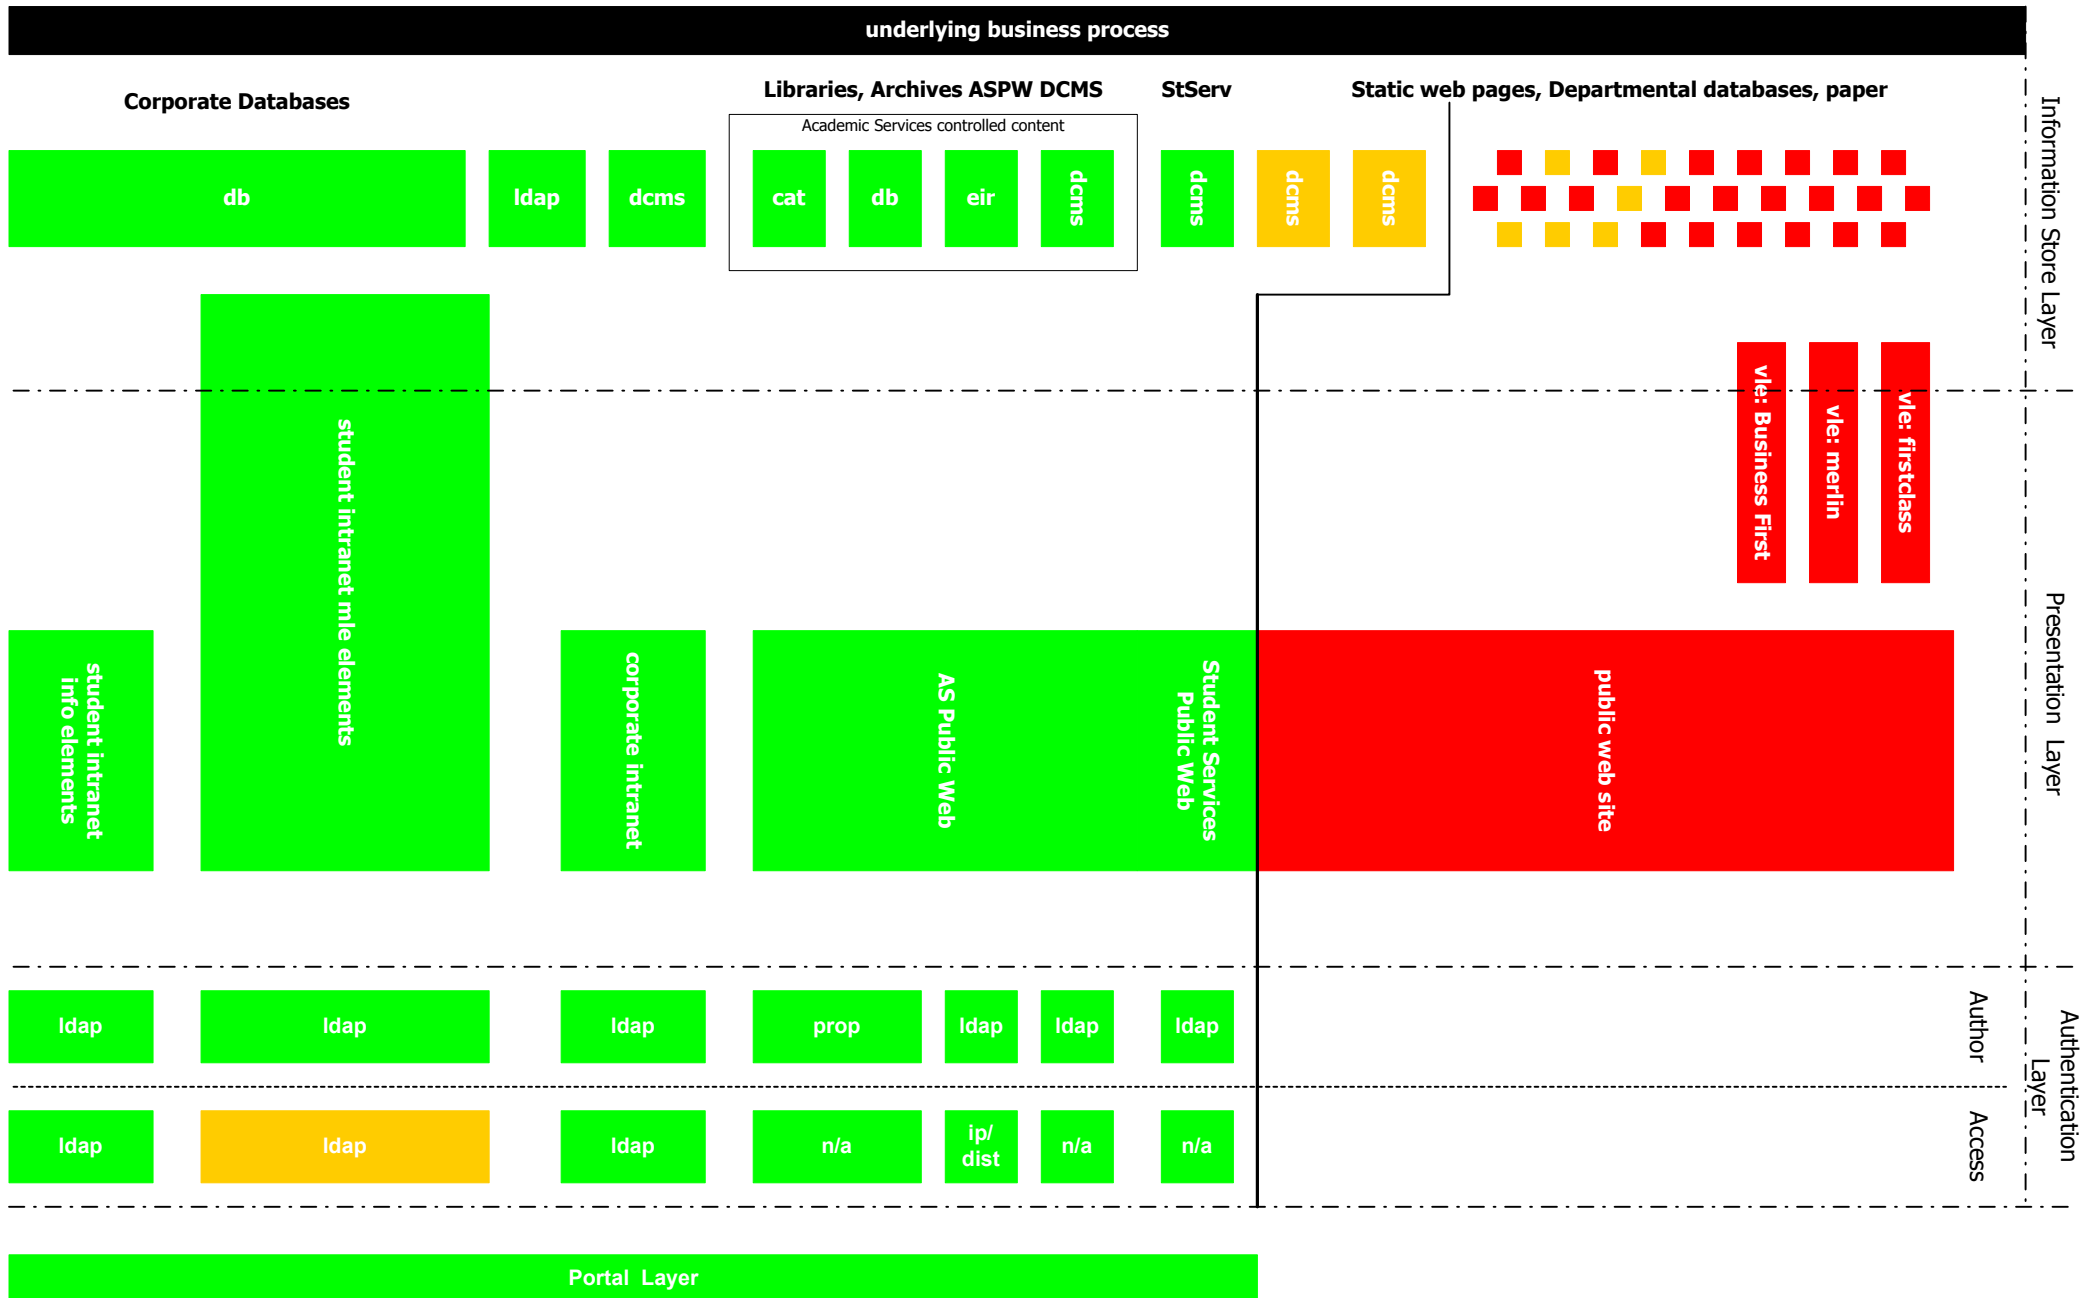 underlying business process
Corporate Databases
Libraries, Archives ASPW DCMS
StServ
Static web pages, Departmental databases, paper
Academic Services controlled content
db
ldap
dcms
cat
db
eir
dcms
dcms
dcms
dcms
Information Store Layer
student intranet mle elements
vle: Business First
vle: merlin
vle: firstclass
student intranet
info elements
corporate intranet
AS Public Web
Student Services
Public Web
public web site
Presentation Layer
ldap
ldap
ldap
prop
ldap
ldap
ldap
Author
Authentication
Layer
ldap
ldap
ldap
n/a
ip/
dist
n/a
n/a
Access
Portal Layer